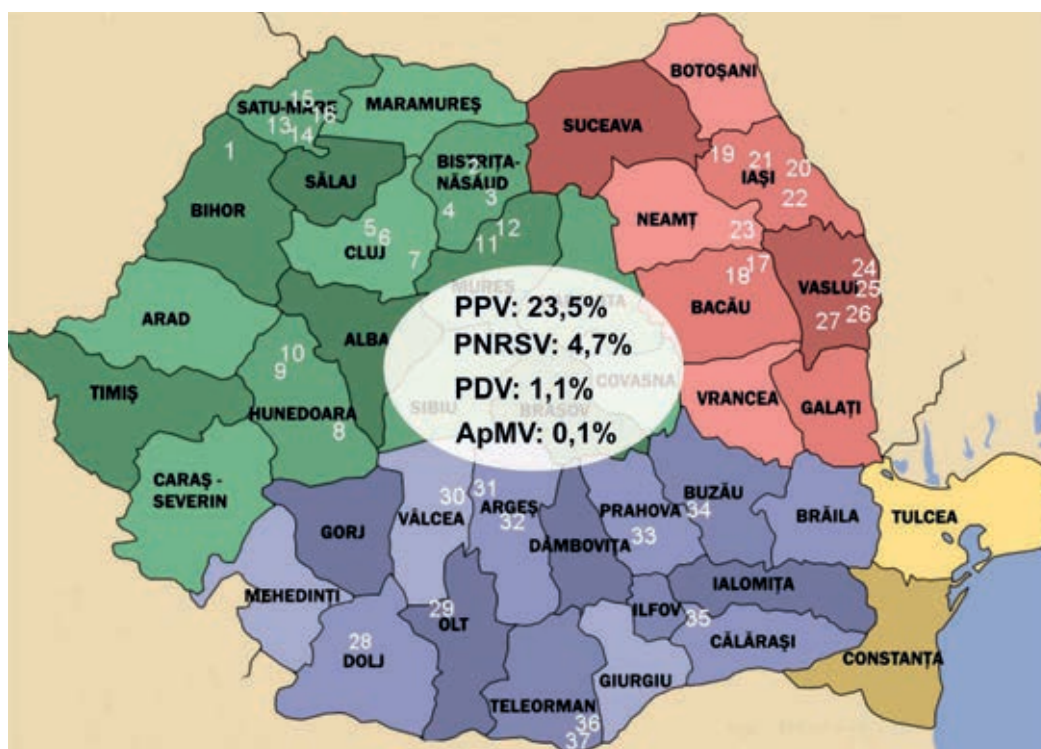 BOTOȘANI
15
SATU-MARE
16
MARAMUREȘ
13
14
SUCEAVA
19
21
20
1
2
BISTRIȚA-
NĂSĂUD
IAȘI
SĂLAJ
3
22
4
BIHOR
NEAMȚ
23
5
6
12
CLUJ
11
7
17
18
24
MUREȘ
VASLUI
25
PPV: 23,5%
BACĂU
ARAD
26
27
ALBA
PNRSV: 4,7%
10
9
COVASNA
TIMIȘ
PDV: 1,1%
VRANCEA
GALAȚI
HUNEDOARA
SIBIU
BRAȘOV
8
ApMV: 0,1%
CARAȘ -
SEVERIN
30
31
ARGEȘ
BUZĂU
VÂLCEA
32
PRAHOVA
34
BRĂILA
TULCEA
GORJ
33
DÂMBOVIȚA
IALOMIȚA
MEHEDINȚI
29
ILFOV
OLT
35
28
CĂLĂRAȘI
DOLJ
CONSTANȚA
GIURGIU
TELEORMAN
36
37